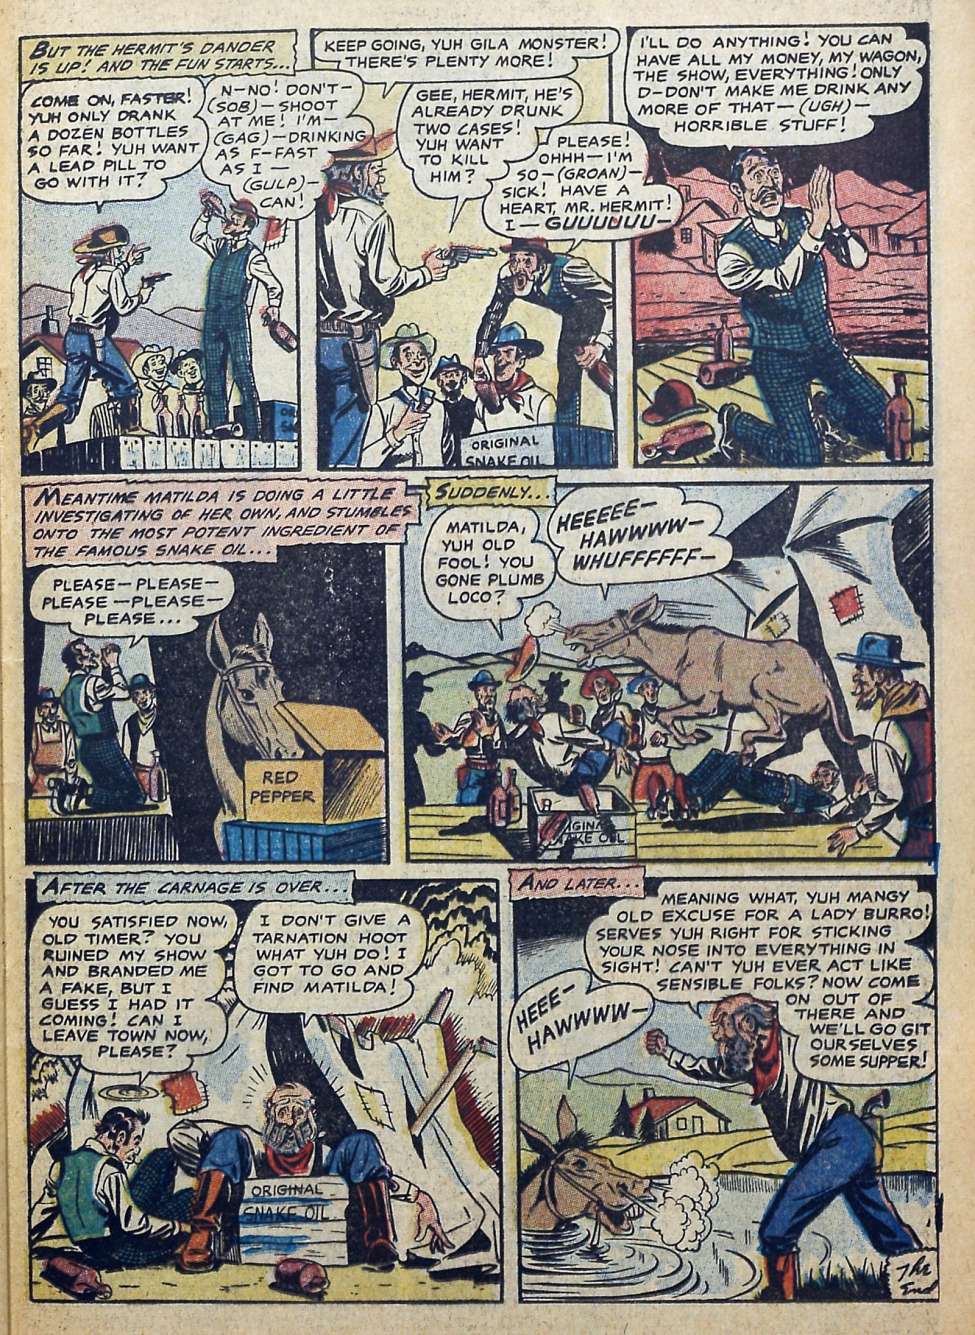 BUT THE HERMIT'S DANDER
IS UP! AND THE FUN STARTS...
COME ON, FASTER!
YUH ONLY DRANK
A DOZEN BOTTLES
SO FAR! YUH WANT
A LEAD PILL TO
GO WITH IT?
N-NO! DON'T-
(SOB)-SHOOT
AT ME! I'M-
(GAG)-DRINKING
AS F-FAST
AS I-
(GULP)-
CAN!
KEEP GOING, YUH GILA MONSTER!
THERE'S PLENTY MORE!
GEE, HERMIT, HE'S
ALREADY DRUNK
TWO CASES!
YUH WANT
TO KILL
HIM?
PLEASE!
OHHH-I'M
SO-(GROAN)-
SICK! HAVE A
HEART, MR. HERMIT!
I-GUUUUUU-
ORIGINAL
SNAKE OIL
I'LL DO ANYTHING! YOU CAN
HAVE ALL MY MONEY, MY WAGON,
THE SHOW, EVERYTHING! ONLY
D-DON'T MAKE ME DRINK ANY
MORE OF THAT-(UGH)-
HORRIBLE STUFF!
MEANTIME MATILDA IS DOING A LITTLE
INVESTIGATING OF HER OWN, AND STUMBLES
ONTO THE MOST POTENT INGREDIENT OF
THE FAMOUS SNAKE OIL...
PLEASE-PLEASE-
PLEASE-PLEASE-
PLEASE...
RED
PEPPER
SUDDENLY...
MATILDA,
YUH OLD
FOOL! YOU
GONE PLUMB
LOCO?
HEEEEE-
HAWWWW-
WHUFFFFFF-
AFTER THE CARNAGE IS OVER...
YOU SATISFIED NOW,
OLD TIMER? YOU
RUINED MY SHOW
AND BRANDED ME
A FAKE, BUT I
GUESS I HAD IT
COMING! CAN I
LEAVE TOWN NOW,
PLEASE?
I DON'T GIVE A
TARNATION HOOT
WHAT YUH DO! I
GOT TO GO AND
FIND MATILDA!
ORIGINAL
SNAKE OIL
AND LATER...
HEEE-
HAWWWW-
MEANING WHAT, YUH MANGY
OLD EXCUSE FOR A LADY BURRO!
SERVES YUH RIGHT FOR STICKING
YOUR NOSE INTO EVERYTHING IN
SIGHT! CAN'T YUH EVER ACT LIKE
SENSIBLE FOLKS? NOW COME
ON OUT OF
THERE AND
WE'LL GO GIT
OURSELVES
SOME SUPPER!
The
End